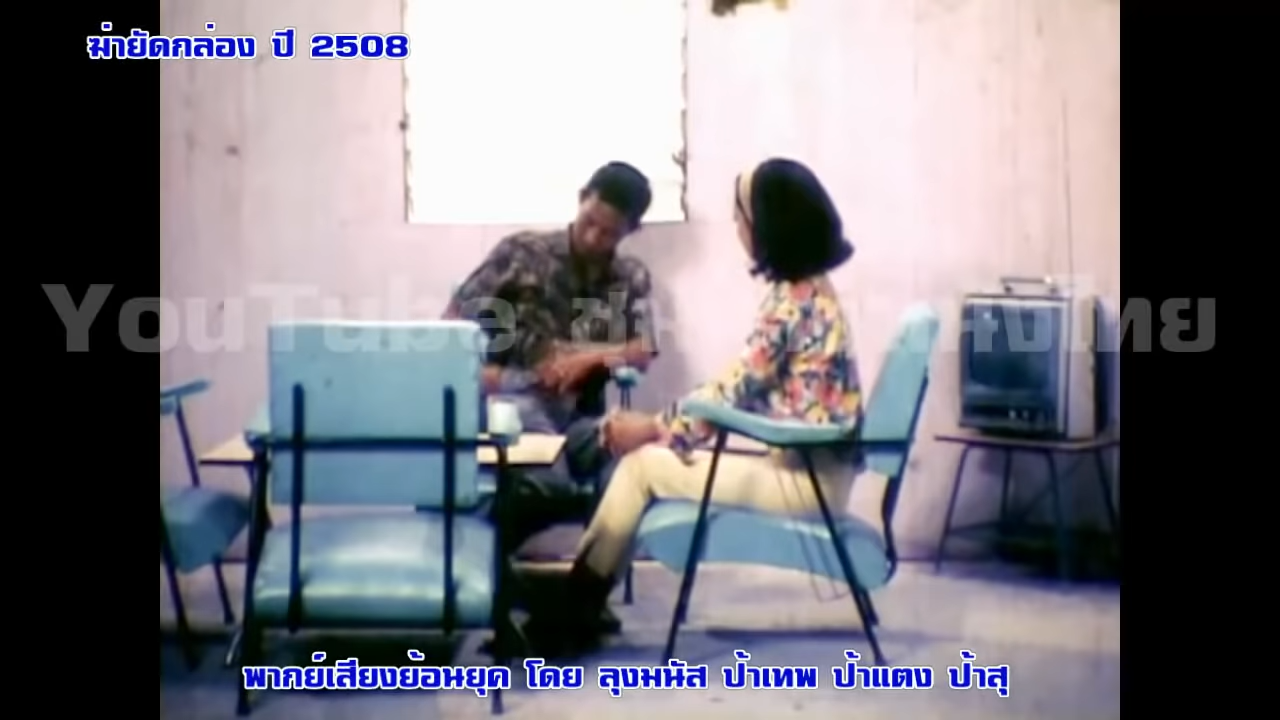 ฆ่ายัดกล่อง ปี 2508
YouTube
พากย์เสียงย้อนยุค โดย ลุงมนัส ป้าเทพ ป้าแตง ป้าสุ